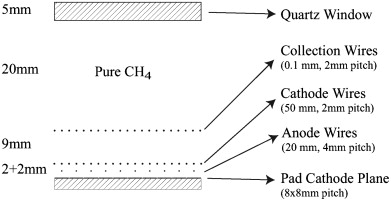 5mm
Quartz Window
20mm
Pure CH4
Collection Wires
(0.1 mm, 2mm pitch)
Cathode Wires
(50 mm, 2mm pitch)
9mm
Anode Wires
(20 mm, 4mm pitch)
2+2mm
Pad Cathode Plane
(8x8mm pitch)